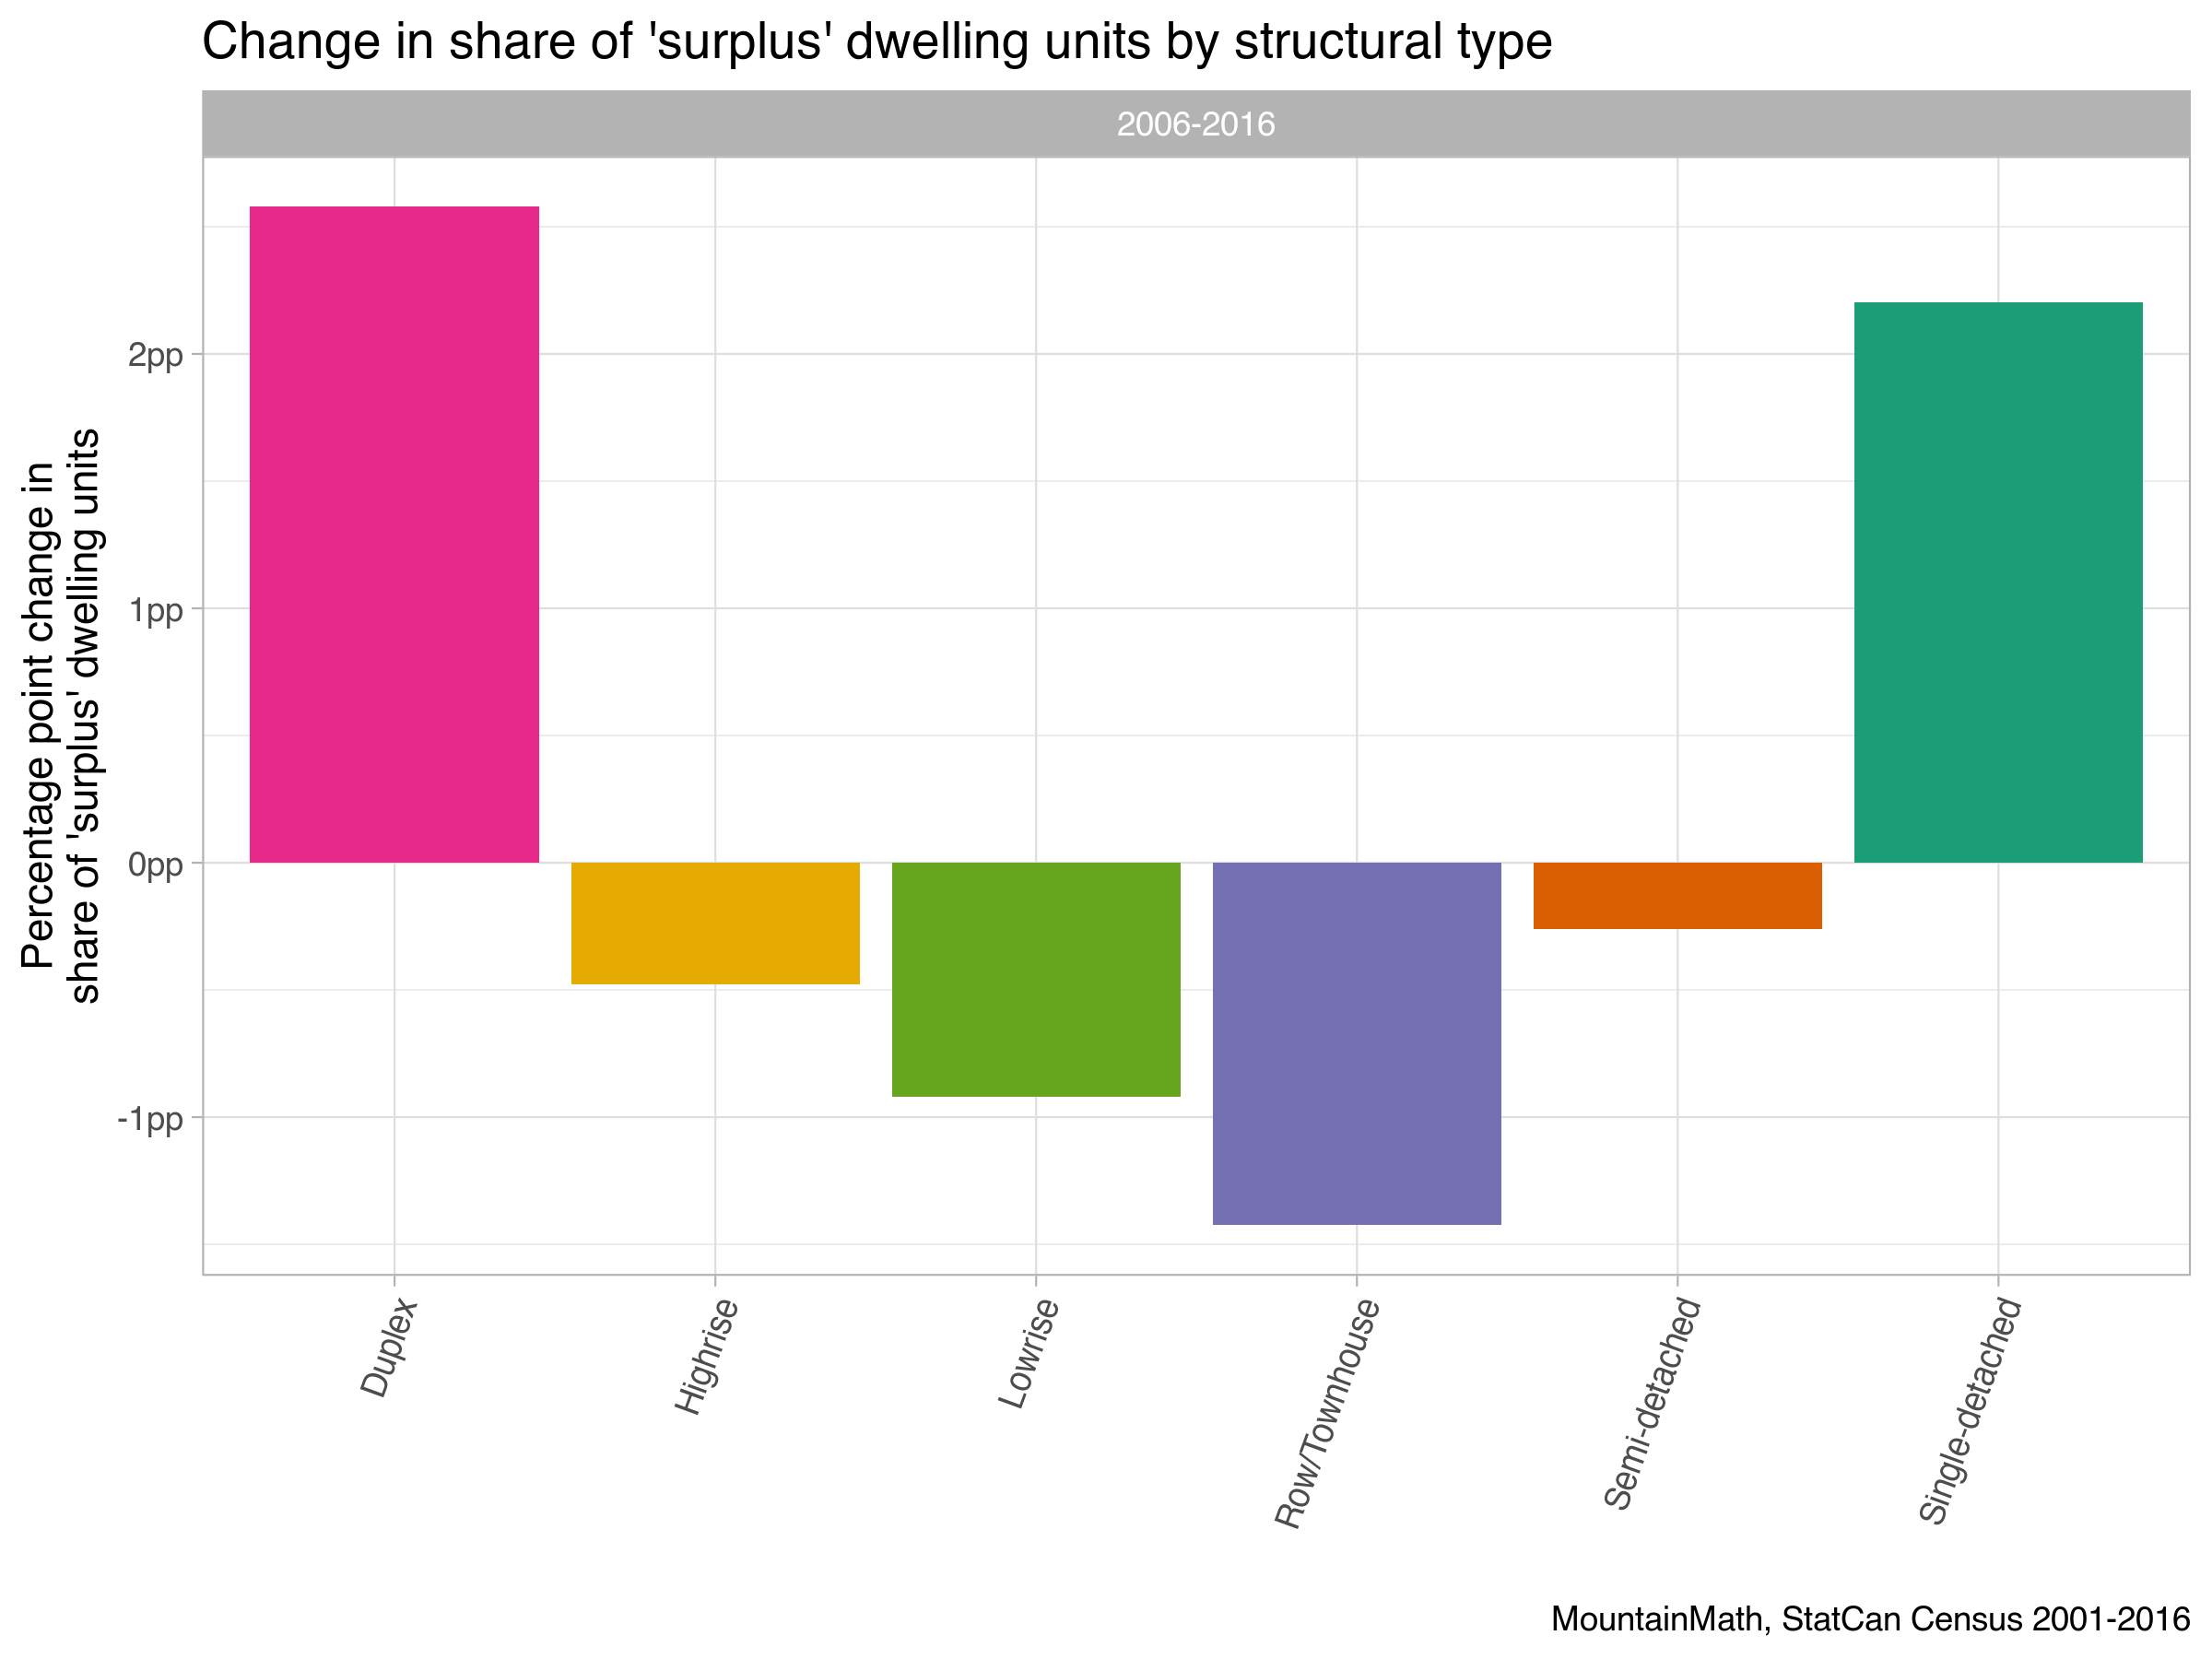 Change in share of 'surplus' dwelling units by structural type
2006-2016
Percentage point change in
share of 'surplus' dwelling units
2pp
1pp
0pp
-1pp
Duplex
Highrise
Lowrise
Row/Townhouse
Semi-detached
Single-detached
MountainMath, StatCan Census 2001-2016